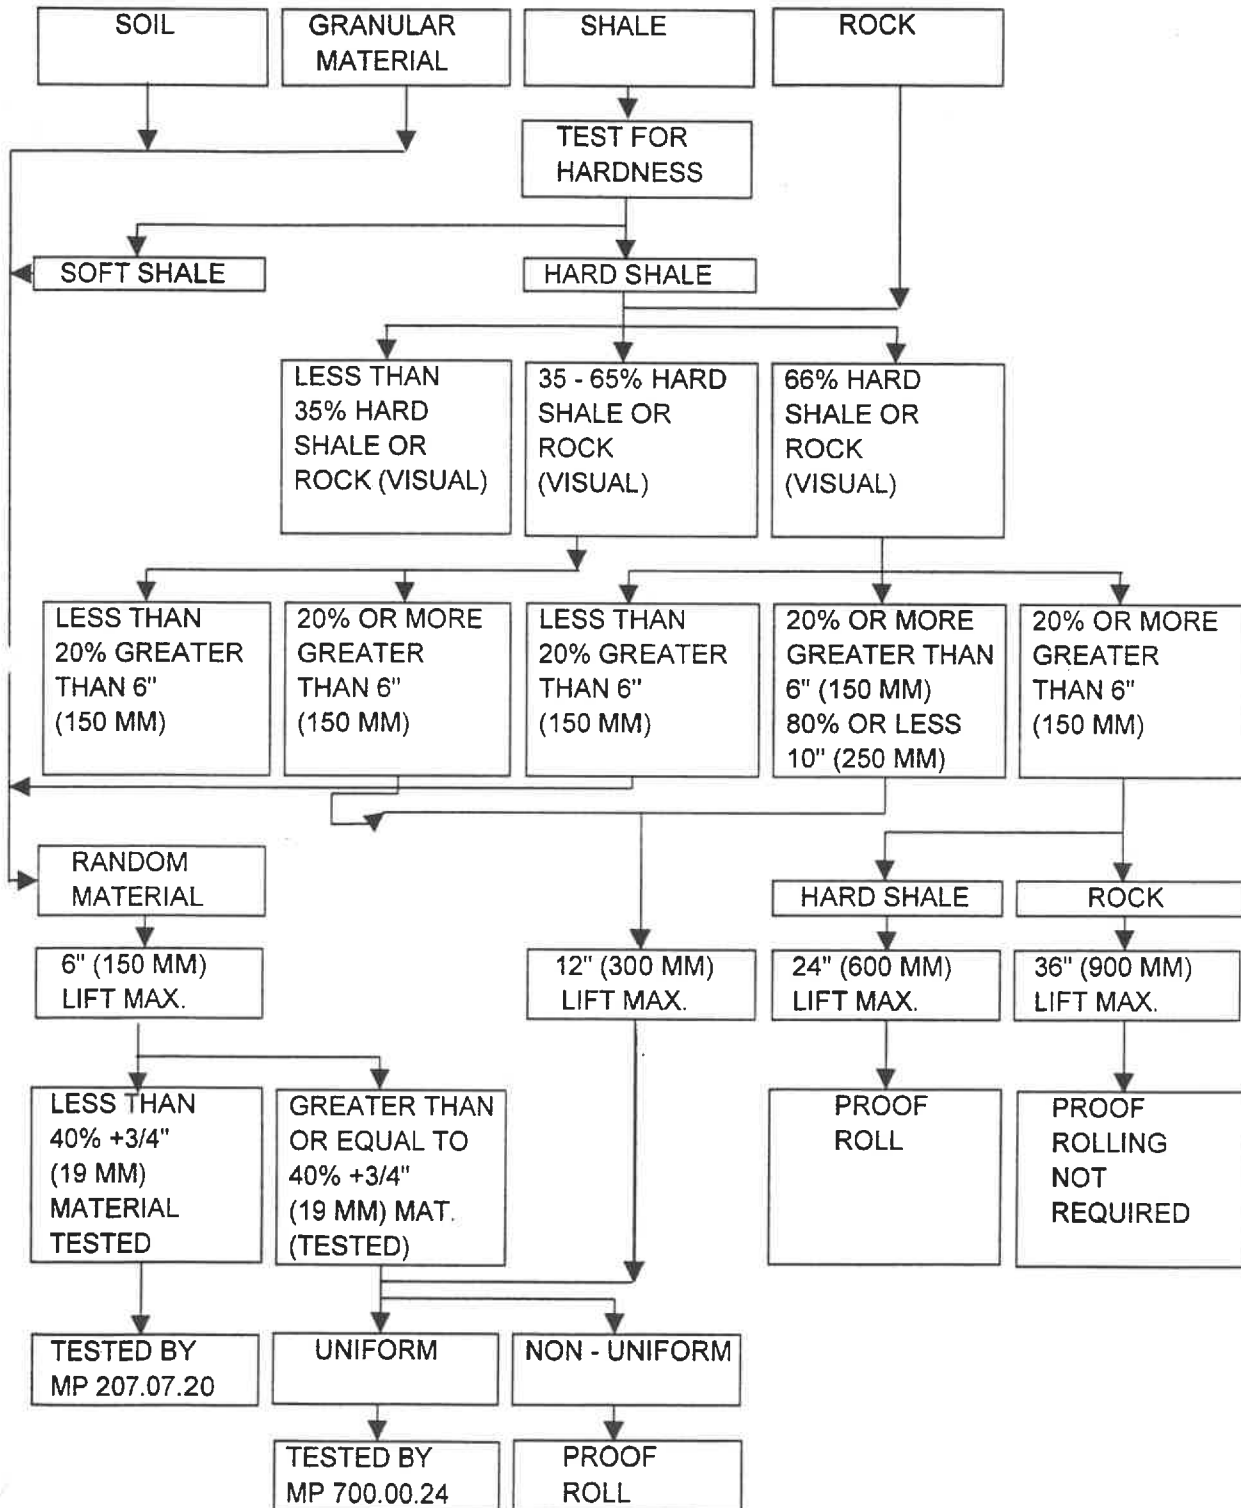 SOIL
GRANULAR
MATERIAL
SHALE
ROCK
TEST FOR
HARDNESS
SOFT SHALE
HARD SHALE
LESS THAN
35% HARD
SHALE OR
ROCK (VISUAL)
35 - 65% HARD
SHALE OR
ROCK
(VISUAL)
66% HARD
SHALE OR
ROCK
(VISUAL)
LESS THAN
20% GREATER
THAN 6"
(150 MM)
20% OR MORE
GREATER
THAN 6"
(150 MM)
LESS THAN
20% GREATER
THAN 6"
(150 MM)
20% OR MORE
GREATER THAN
6" (150 MM)
80% OR LESS
10" (250 MM)
20% OR MORE
GREATER
THAN 6"
(150 MM)
RANDOM
MATERIAL
HARD SHALE
ROCK
6" (150 MM)
LIFT MAX.
12" (300 MM)
LIFT MAX.
24" (600 MM)
LIFT MAX.
36" (900 MM)
LIFT MAX.
LESS THAN
40% +3/4"
(19 MM)
MATERIAL
TESTED
GREATER THAN
OR EQUAL TO
40% +3/4"
(19 MM) MAT.
(TESTED)
PROOF
ROLL
PROOF
ROLLING
NOT
REQUIRED
TESTED BY
MP 207.07.20
UNIFORM
NON - UNIFORM
TESTED BY
MP 700.00.24
PROOF
ROLL